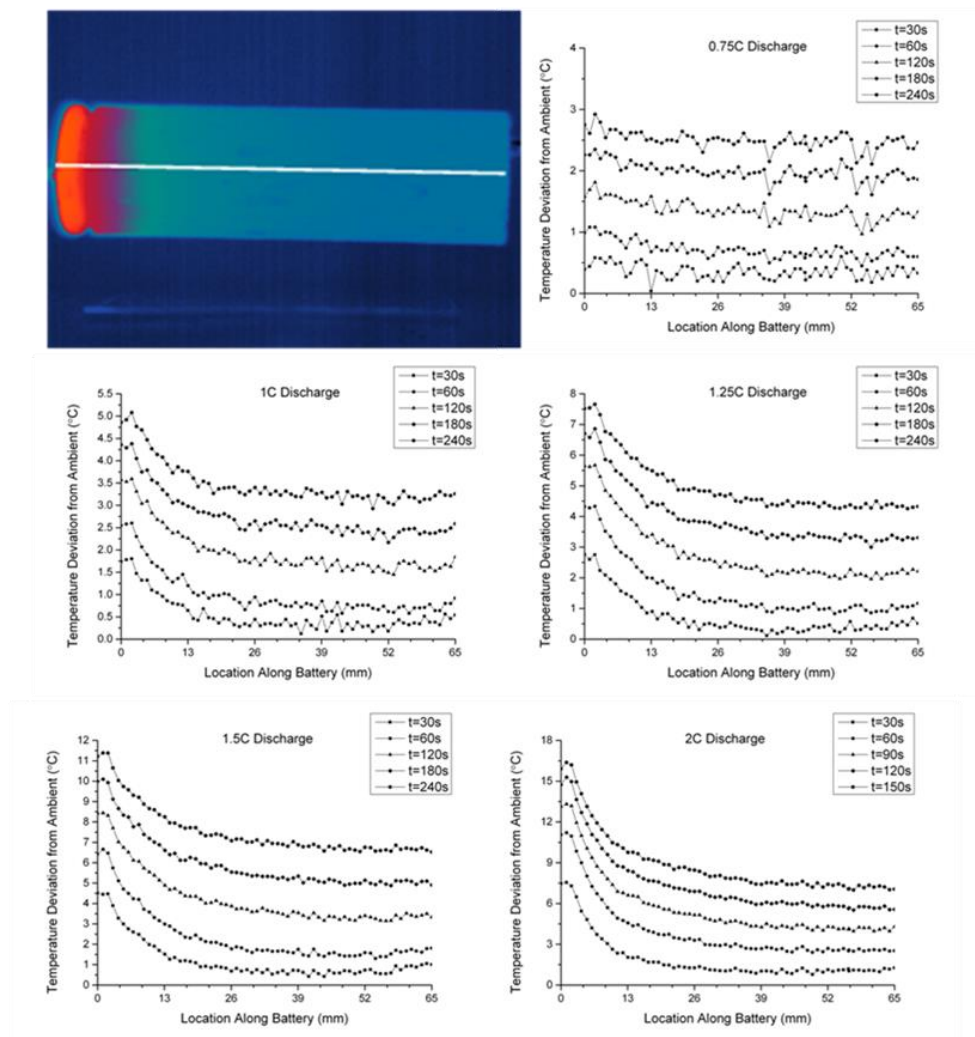 0.75C Discharge
t=30s
t=60s
t=120s
t=180s
t=240s
Temperature Deviation from Ambient (°C)
4
3
2
1
0
0 13 26 39 52 65
Location Along Battery (mm)
1C Discharge
t=30s
t=60s
t=120s
t=180s
t=240s
Temperature Deviation from Ambient (°C)
5.5
5.0
4.5
4.0
3.5
3.0
2.5
2.0
1.5
1.0
0.5
0.0
0 13 26 39 52 65
Location Along Battery (mm)
1.25C Discharge
t=30s
t=60s
t=120s
t=180s
t=240s
Temperature Deviation from Ambient (°C)
8
7
6
5
4
3
2
1
0
0 13 26 39 52 65
Location Along Battery (mm)
1.5C Discharge
t=30s
t=60s
t=120s
t=180s
t=240s
Temperature Deviation from Ambient (°C)
12
11
10
9
8
7
6
5
4
3
2
1
0
0 13 26 39 52 65
Location Along Battery (mm)
2C Discharge
t=30s
t=60s
t=90s
t=120s
t=150s
Temperature Deviation from Ambient (°C)
18
15
12
9
6
3
0
0 13 26 39 52 65
Location Along Battery (mm)